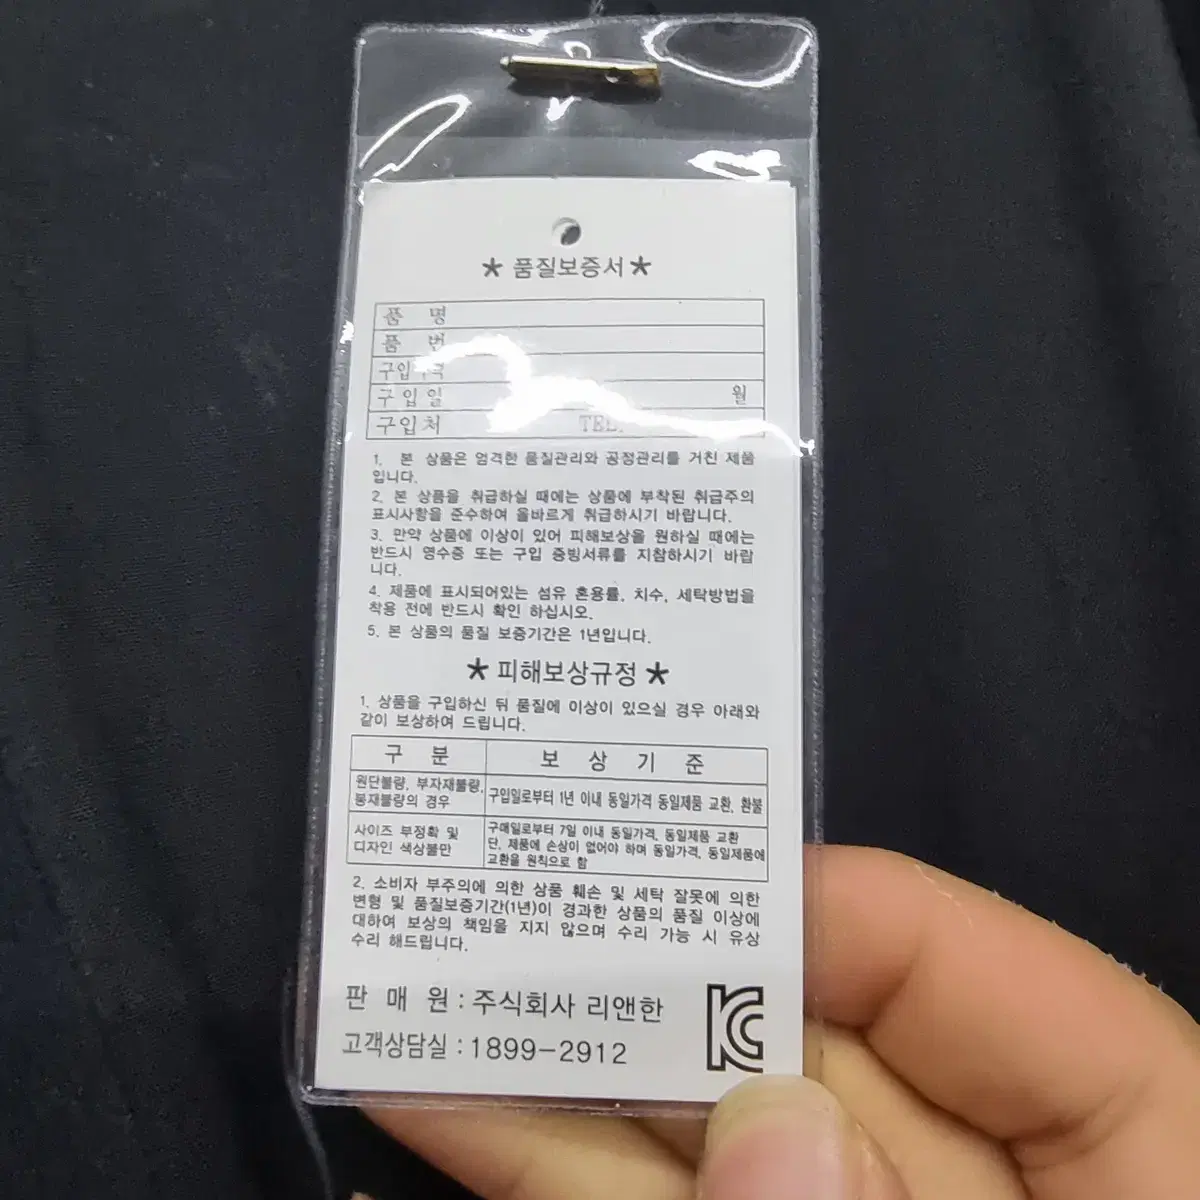 ★ 품질보증서 ★
품 명
품 번
구입
구 입 일 월
구입처 TEL.
1. 본 상품은 엄격한 품질관리와 공정관리를 거친 제품
입니다.
2. 본 상품을 취급하실 때에는 상품에 부착된 취급주의
표시사항을 준수하여 올바르게 취급하시기 바랍니다.
3. 만약 상품에 이상이 있어 피해보상을 원하실 때에는
반드시 영수증 또는 구입 증빙서류를 지참하시기 바랍
니다.
4. 제품에 표시되어있는 섬유 혼용률, 치수, 세탁방법을
착용 전에 반드시 확인 하십시오.
5. 본 상품의 품질 보증기간은 1년입니다.
★ 피해보상규정 ★
1. 상품을 구입하신 뒤 품질에 이상이 있으실 경우 아래와
같이 보상하여 드립니다.
구 분 보 상 기 준
원단불량, 부자재불량,
봉재불량의 경우
구입일로부터 1년 이내 동일가격 동일제품 교환, 환불
사이즈 부정확 및
디자인 색상불만
구매일로부터 7일 이내 동일가격, 동일제품 교환
단, 제품에 손상이 없어야 하며 동일가격, 동일제품에
교환을 원칙으로 함
2. 소비자 부주의에 의한 상품 훼손 및 세탁 잘못에 의한
변형 및 품질보증기간(1년)이 경과한 상품의 품질 이상에
대하여 보상의 책임을 지지 않으며 수리 가능 시 유상
수리 해드립니다.
판 매 원 : 주식회사 리앤한
고객상담실 : 1899-2912
KC